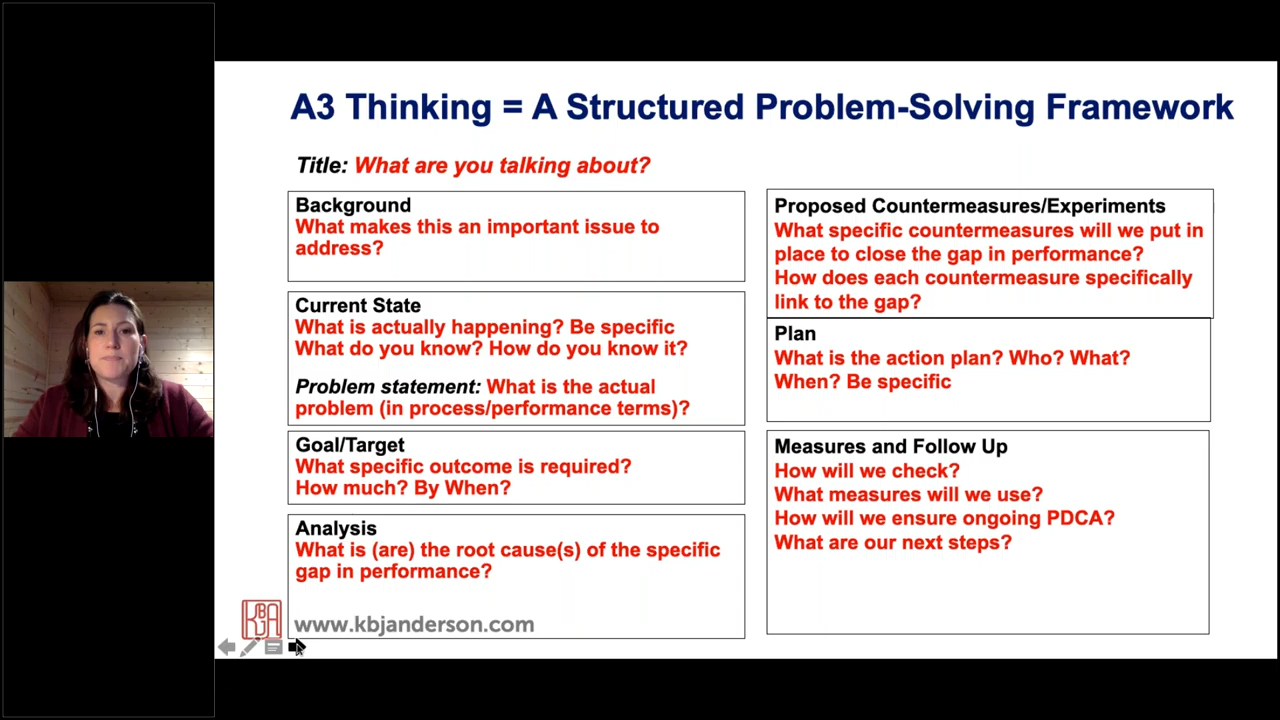 A3 Thinking = A Structured Problem-Solving Framework
Title: What are you talking about?
Background
What makes this an important issue to
address?
Current State
What is actually happening? Be specific
What do you know? How do you know it?
Problem statement: What is the actual
problem (in process/performance terms)?
Goal/Target
What specific outcome is required?
How much? By When?
Analysis
What is (are) the root cause(s) of the specific
gap in performance?
KBJA
www.kbjanderson.com
Proposed Countermeasures/Experiments
What specific countermeasures will we put in
place to close the gap in performance?
How does each countermeasure specifically
link to the gap?
Plan
What is the action plan? Who? What?
When? Be specific
Measures and Follow Up
How will we check?
What measures will we use?
How will we ensure ongoing PDCA?
What are our next steps?